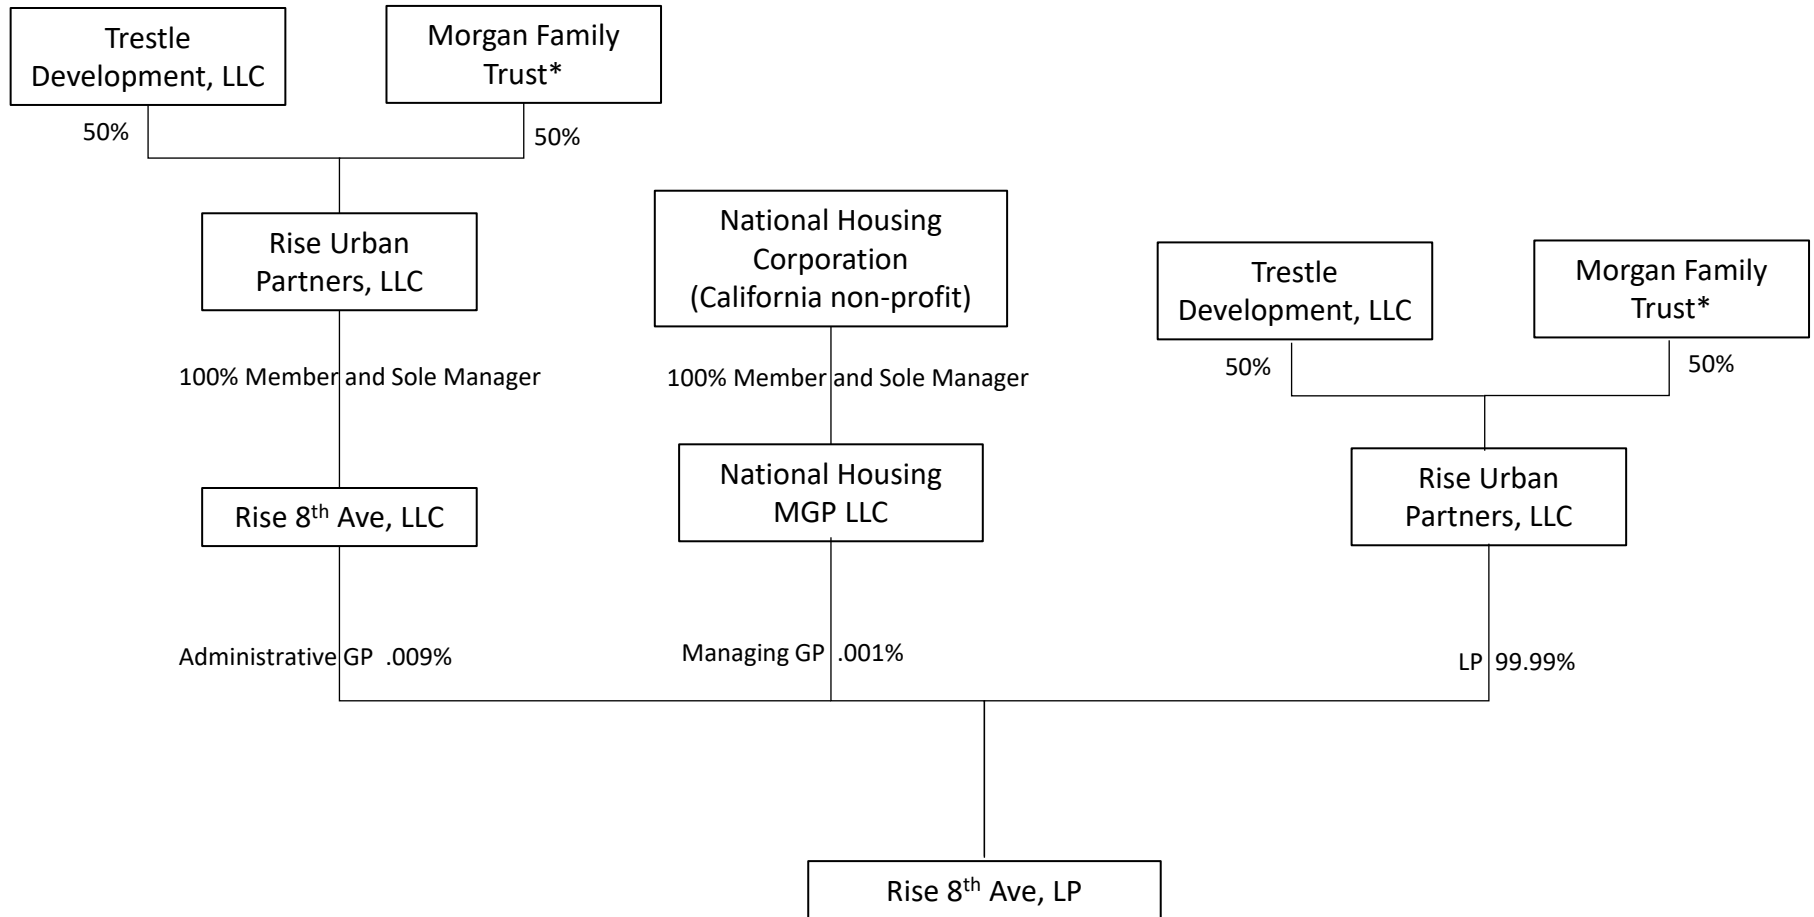 Trestle
Development, LLC
Morgan Family
Trust*
50%
50%
Rise Urban
Partners, LLC
National Housing
Corporation
(California non-profit)
Trestle
Development, LLC
Morgan Family
Trust*
100% Member and Sole Manager
100% Member and Sole Manager
50%
50%
Rise 8th Ave, LLC
National Housing
MGP LLC
Rise Urban
Partners, LLC
Administrative GP .009%
Managing GP .001%
LP 99.99%
Rise 8th Ave, LP